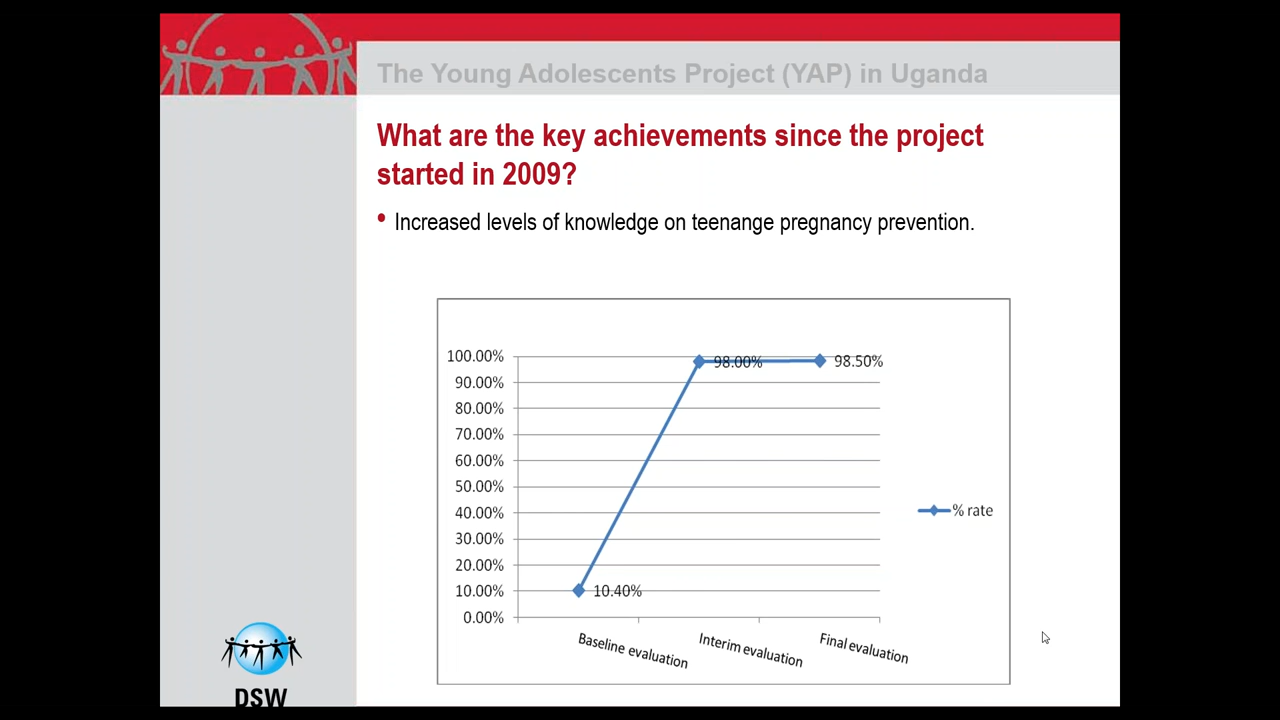 The Young Adolescents Project (YAP) in Uganda
What are the key achievements since the project
started in 2009?
• Increased levels of knowledge on teenange pregnancy prevention.
100.00%
90.00%
80.00%
70.00%
60.00%
50.00%
40.00%
30.00%
20.00%
10.00%
0.00%
98.00%
98.50%
10.40%
% rate
Baseline evaluation
Interim evaluation
Final evaluation
DSW